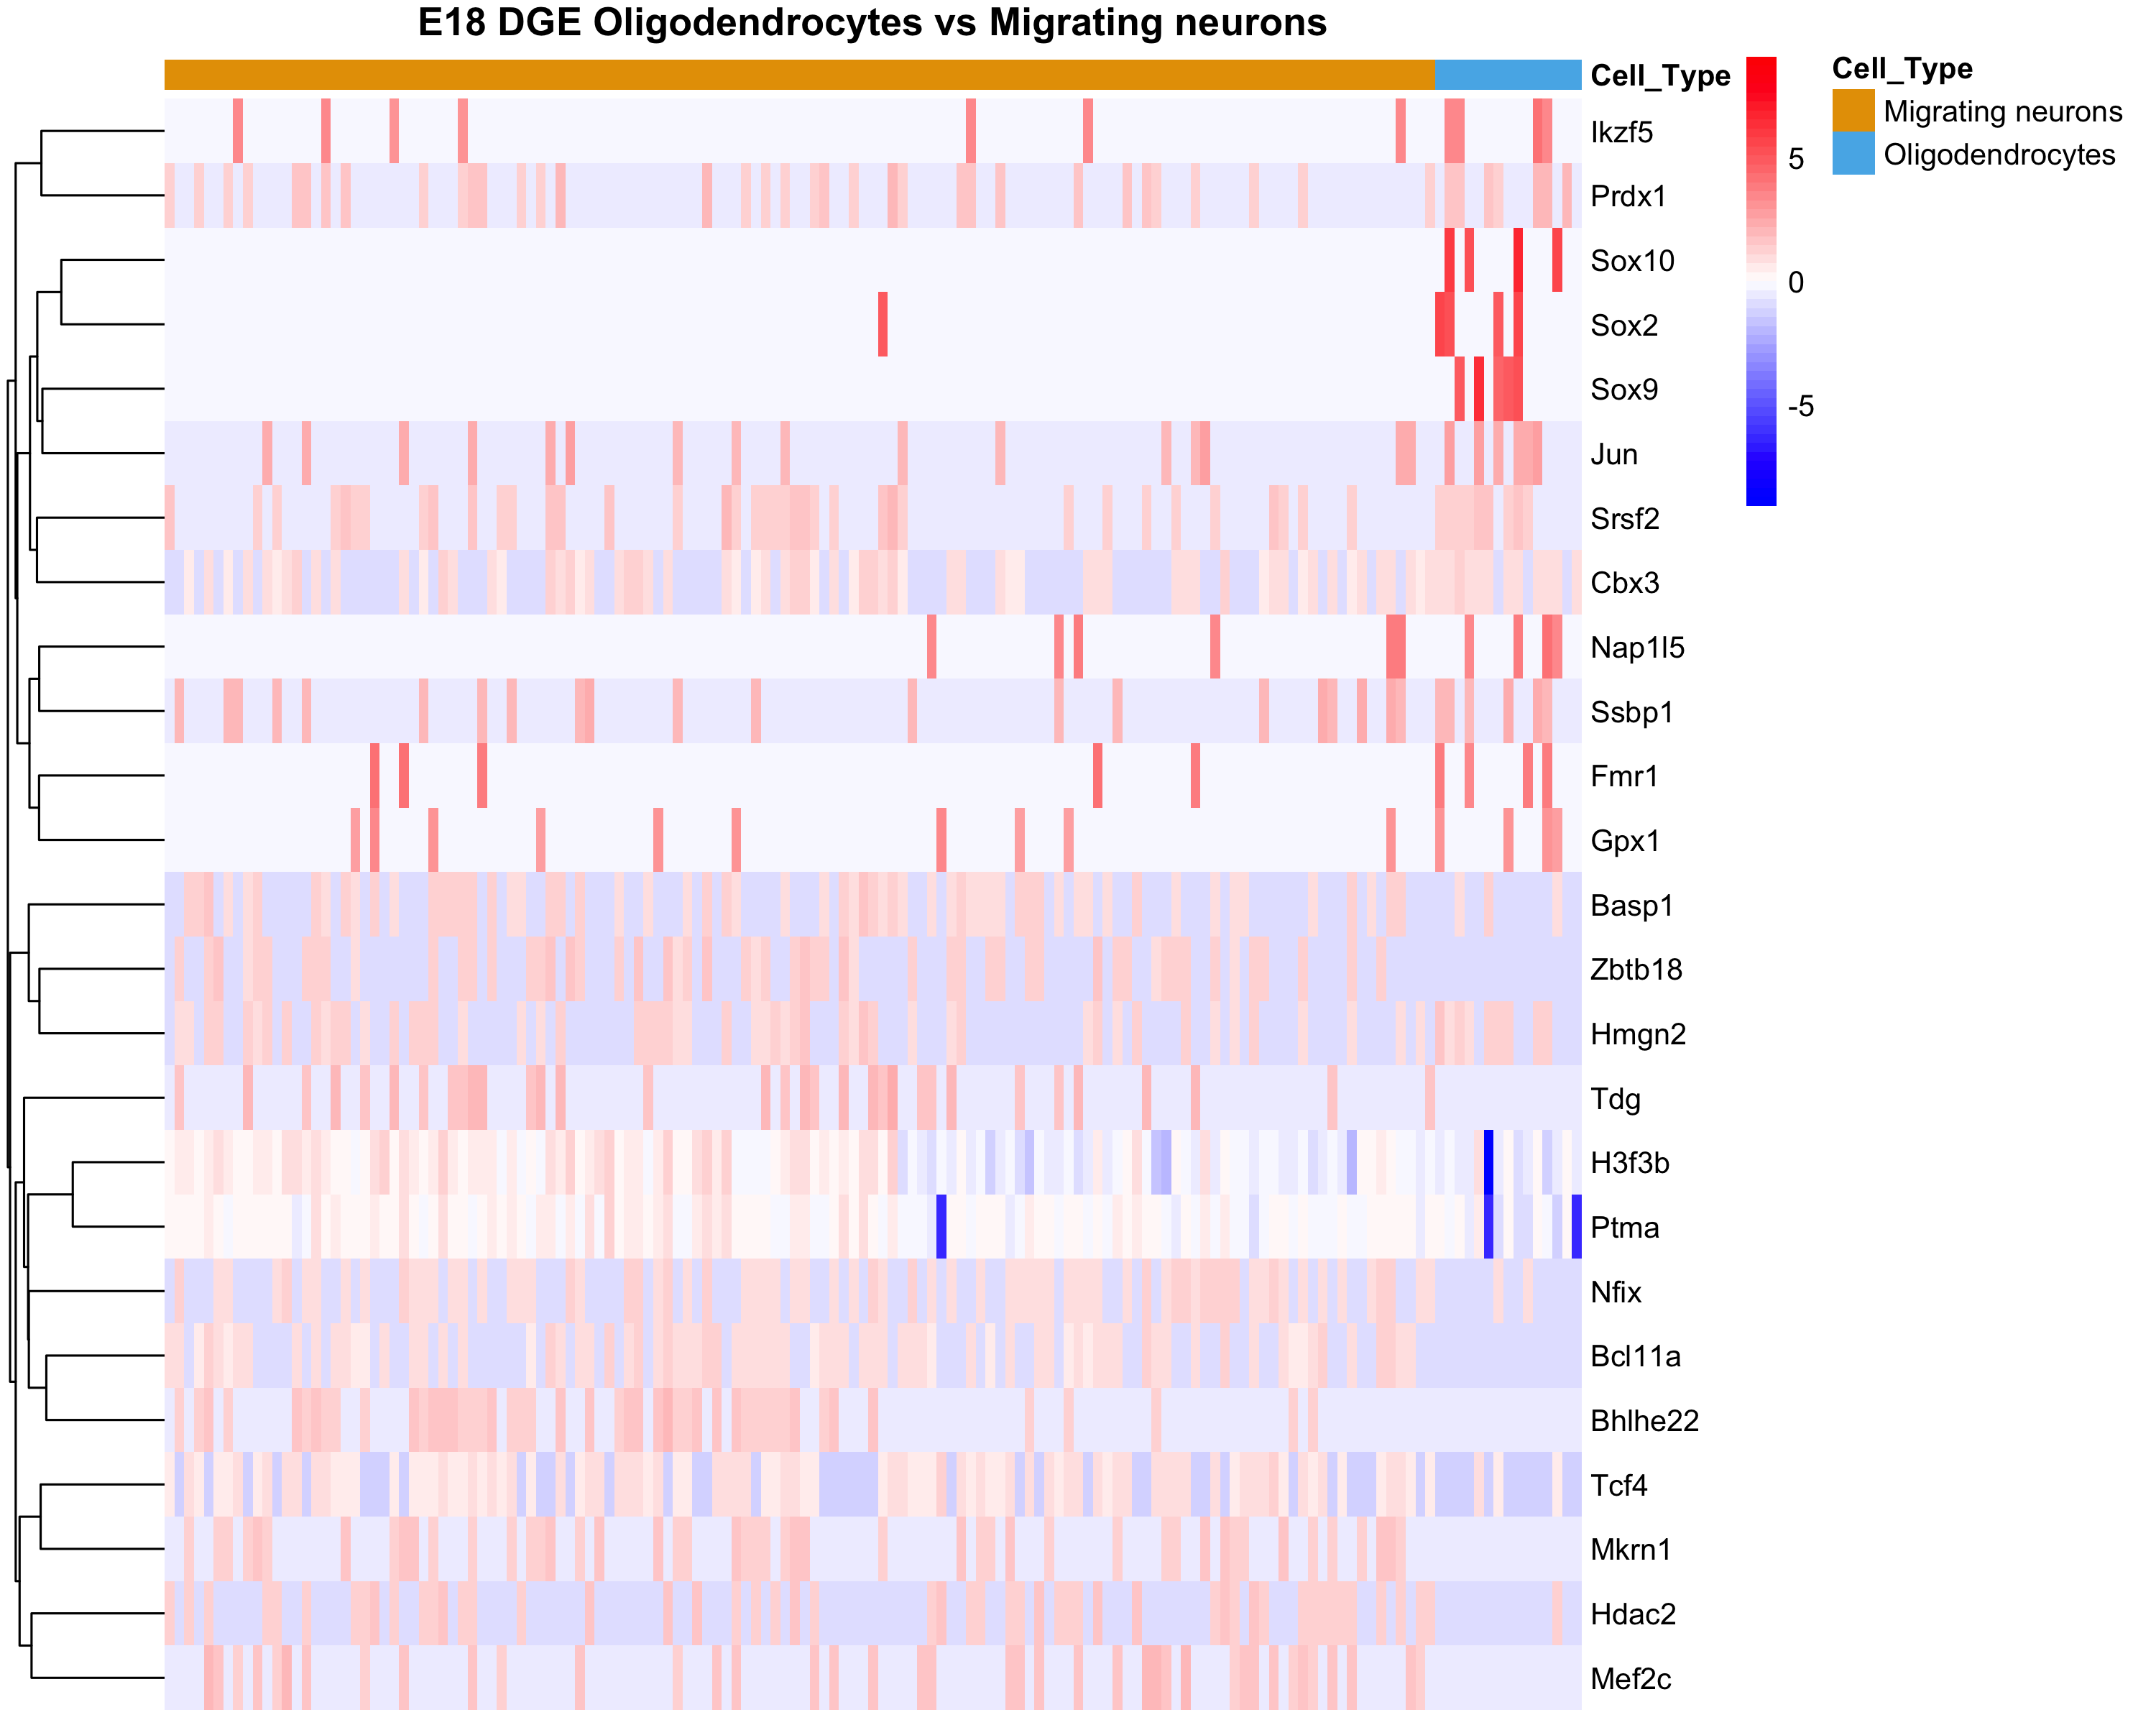 E18 DGE Oligodendrocytes vs Migrating neurons
Cell_Type
Ikzf5
Prdx1
Sox10
Sox2
Sox9
Jun
Srsf2
Cbx3
Nap1l5
Ssbp1
Fmr1
Gpx1
Basp1
Zbtb18
Hmgn2
Tdg
H3f3b
Ptma
Nfix
Bcl11a
Bhlhe22
Tcf4
Mkrn1
Hdac2
Mef2c
5
0
-5
Cell_Type
Migrating neurons
Oligodendrocytes